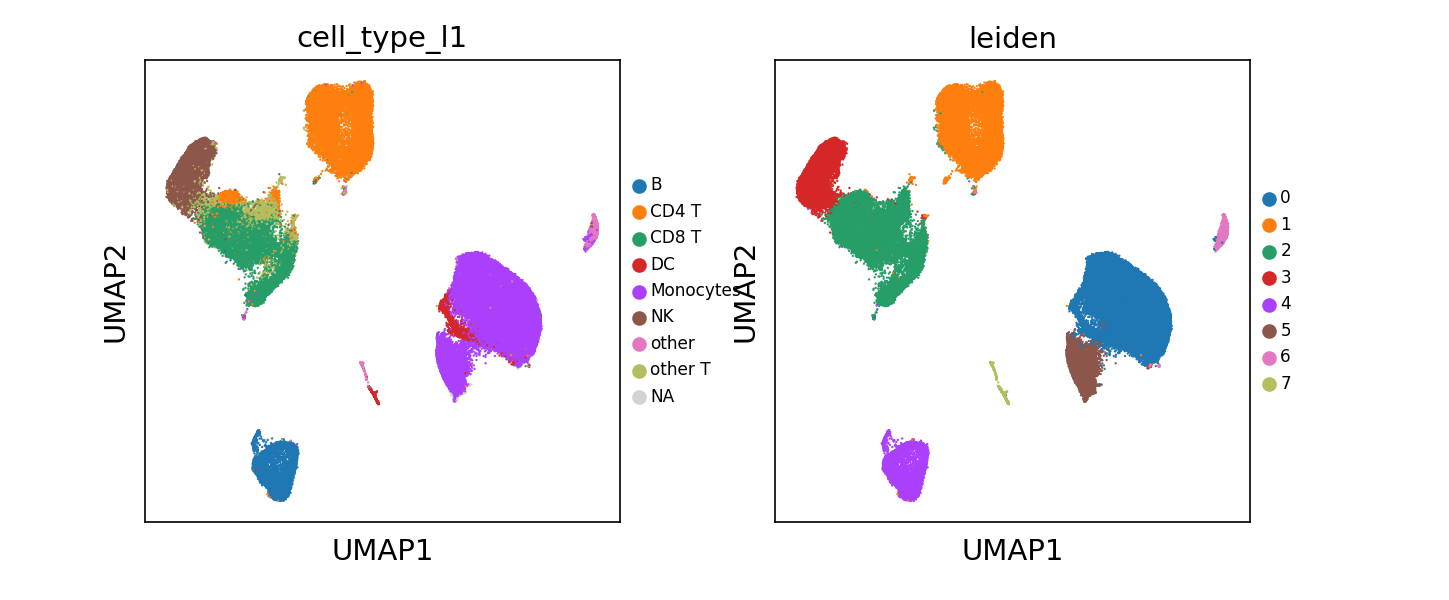 cell_type_l1
UMAP2
UMAP1
B
CD4 T
CD8 T
DC
Monocytes
NK
other
other T
NA
leiden
UMAP2
UMAP1
0
1
2
3
4
5
6
7